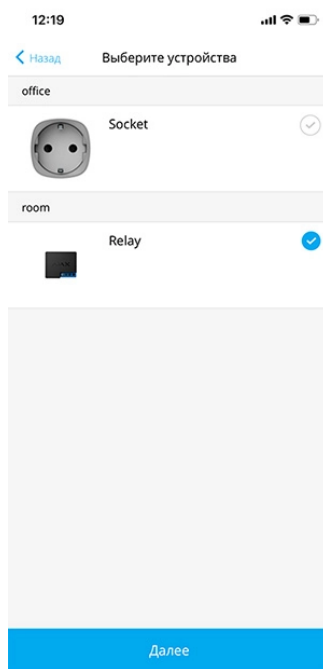 12:19
Назад
Выберите устройства
office
Socket
room
Relay
Далее